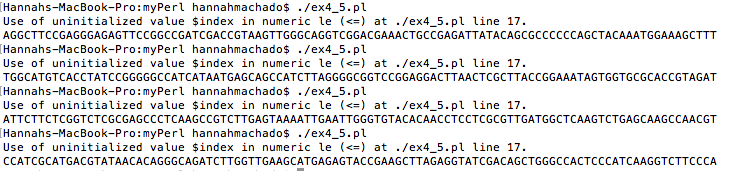 [Hannahs-MacBook-Pro:myPerl hannahmachado$ ./ex4_5.pl
Use of uninitialized value $index in numeric le (<=) at ./ex4_5.pl line 17.
AGGCTTCCGAGGGAGAGTTCCGGCCGATCGACCGTAAGTTGGGCAGGTCGGACGAAACTGCCGAGATTATACAGCGCCCCCCAGCTACAAATGGAAAGCTTT
[Hannahs-MacBook-Pro:myPerl hannahmachado$ ./ex4_5.pl
Use of uninitialized value $index in numeric le (<=) at ./ex4_5.pl line 17.
TGGCATGTCACCTATCCGGGGGCCATCATAATGAGCAGCCATCTTAGGGGCGGTCCGGAGGACTTAACTCGCTTACCGGAAATAGTGGTGCGCACCGTAGAT
[Hannahs-MacBook-Pro:myPerl hannahmachado$ ./ex4_5.pl
Use of uninitialized value $index in numeric le (<=) at ./ex4_5.pl line 17.
ATTCTTCTCGGTCTCGCGAGCCCTCAAGCCGTCTTGAGTAAAATTGAATTGGGTGTACACAACCTCCTCGCGTTGATGGCTCAAGTCTGAGCAAGCCAACGT
[Hannahs-MacBook-Pro:myPerl hannahmachado$ ./ex4_5.pl
Use of uninitialized value $index in numeric le (<=) at ./ex4_5.pl line 17.
CCATCGCATGACGTATAACACAGGGCAGATCTTGGTTGAAGCATGAGAGTACCGAAGCTTAGAGGTATCGACAGCTGGGCCACTCCCATCAAGGTCTTCCCA